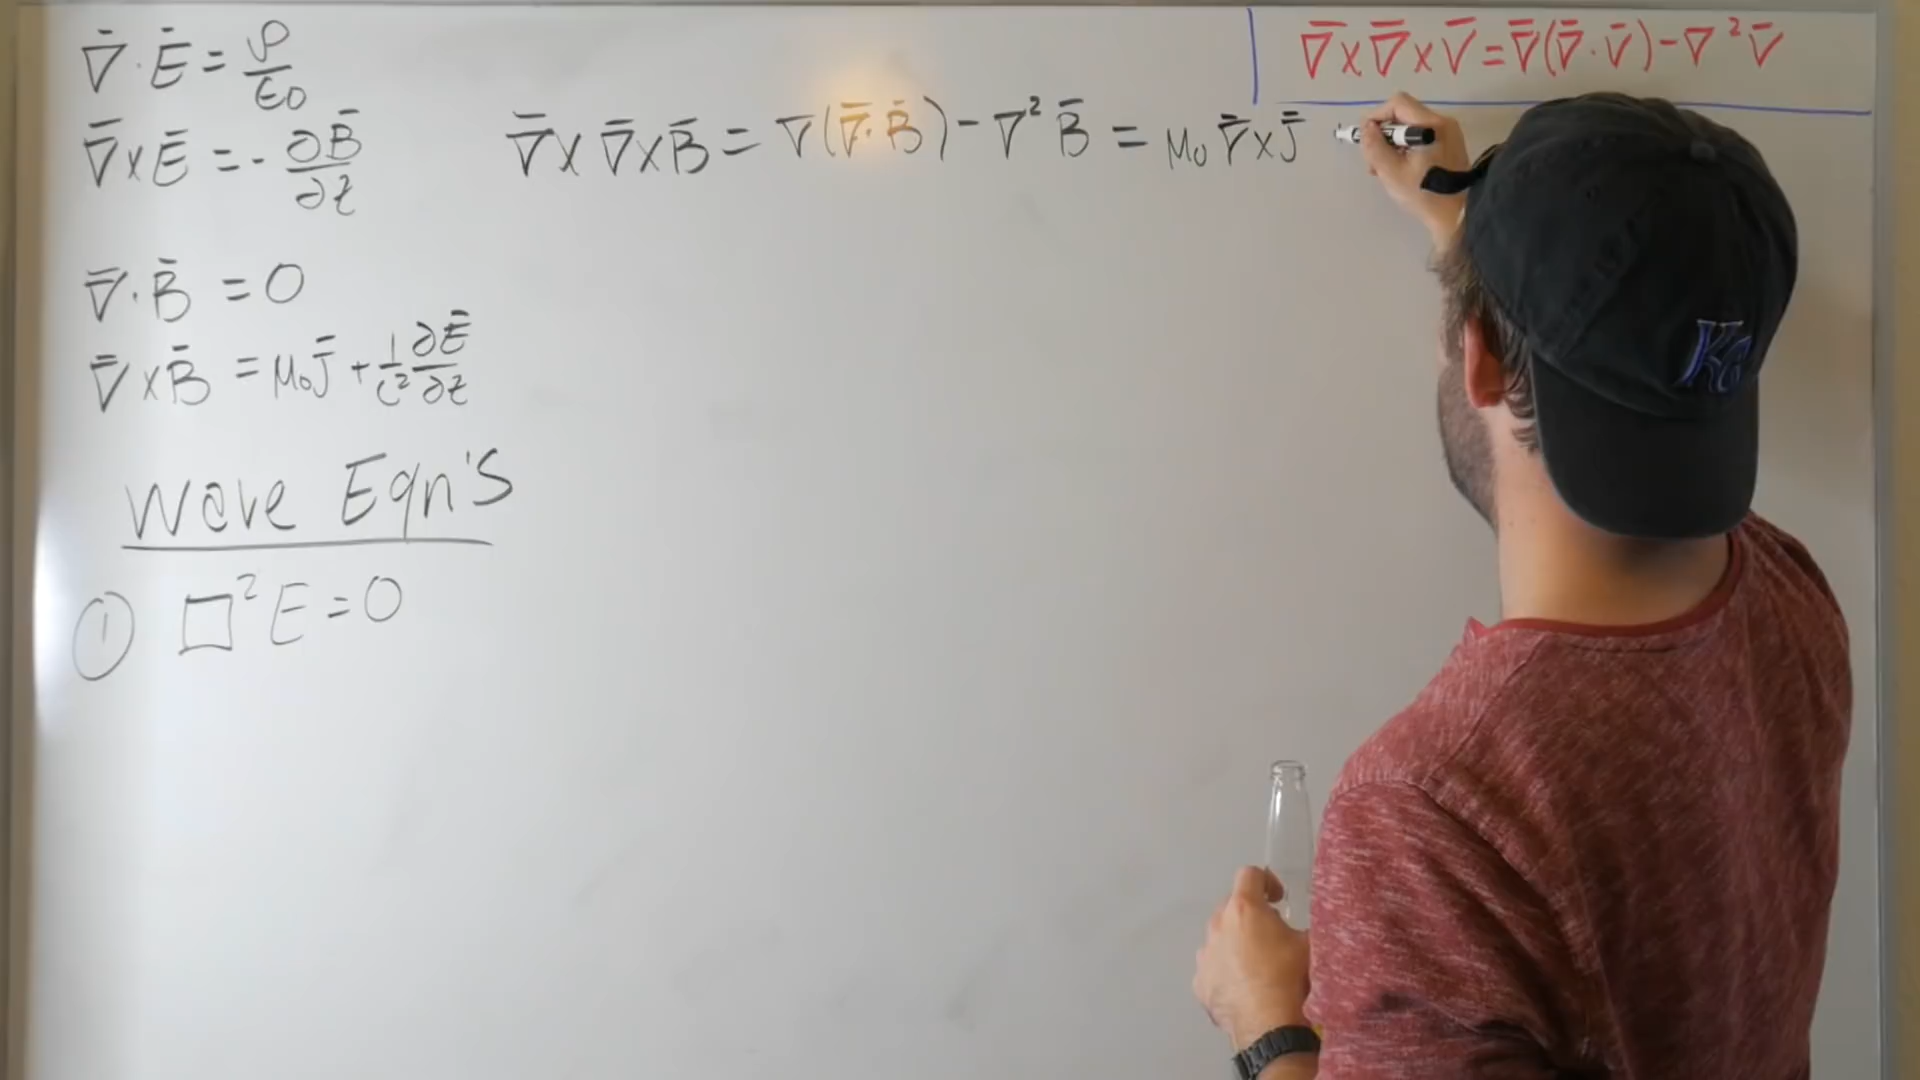 ∇̄·Ē = ρ/ε0
∇̄×Ē = -∂B̄/∂t
∇̄·B̄ = 0
∇̄×B̄ = μ0J̄ + 1/c² ∂Ē/∂t
Wave Eqn's
① □²E = 0
∇̄×∇̄×B̄ = ∇(∇̄·B̄) - ∇²B̄ = μ0∇̄×J̄
∇̄×∇̄×V̄ = ∇̄(∇̄·V̄) - ∇²V̄
KC